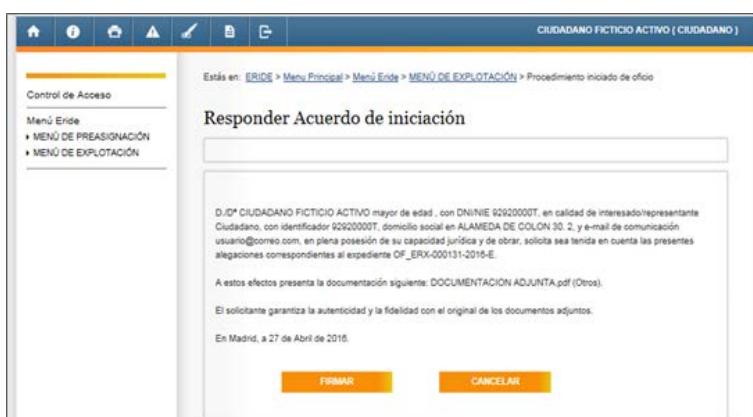 CIUDADANO FICTICIO ACTIVO ( CIUDADANO )
Estás en: ERIDE > Menu Principal > Menú Eride > MENÚ DE EXPLOTACIÓN > Procedimiento iniciado de oficio
Control de Acceso
Menú Eride
MENÚ DE PREASIGNACIÓN
MENÚ DE EXPLOTACIÓN
Responder Acuerdo de iniciación
D./Dª CIUDADANO FICTICIO ACTIVO mayor de edad , con DNI/NIE 92920000T, en calidad de interesado/representante
Ciudadano, con identificador 92920000T, domicilio social en ALAMEDA DE COLON 30. 2, y e-mail de comunicación
usuario@correo.com, en plena posesión de su capacidad jurídica y de obrar, solicita sea tenida en cuenta las presentes
alegaciones correspondientes al expediente OF_ERX-000131-2016-E.
A estos efectos presenta la documentación siguiente: DOCUMENTACION ADJUNTA.pdf (Otros).
El solicitante garantiza la autenticidad y la fidelidad con el original de los documentos adjuntos.
En Madrid, a 27 de Abril de 2016.
FIRMAR
CANCELAR